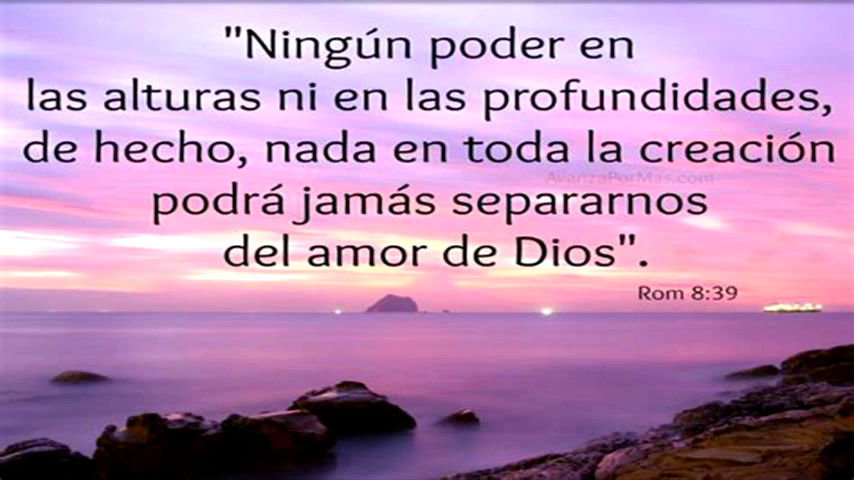 "Ningún poder en
las alturas ni en las profundidades,
de hecho, nada en toda la creación
AvanzaPorMas.com
podrá jamás separarnos
del amor de Dios".
Rom 8:39